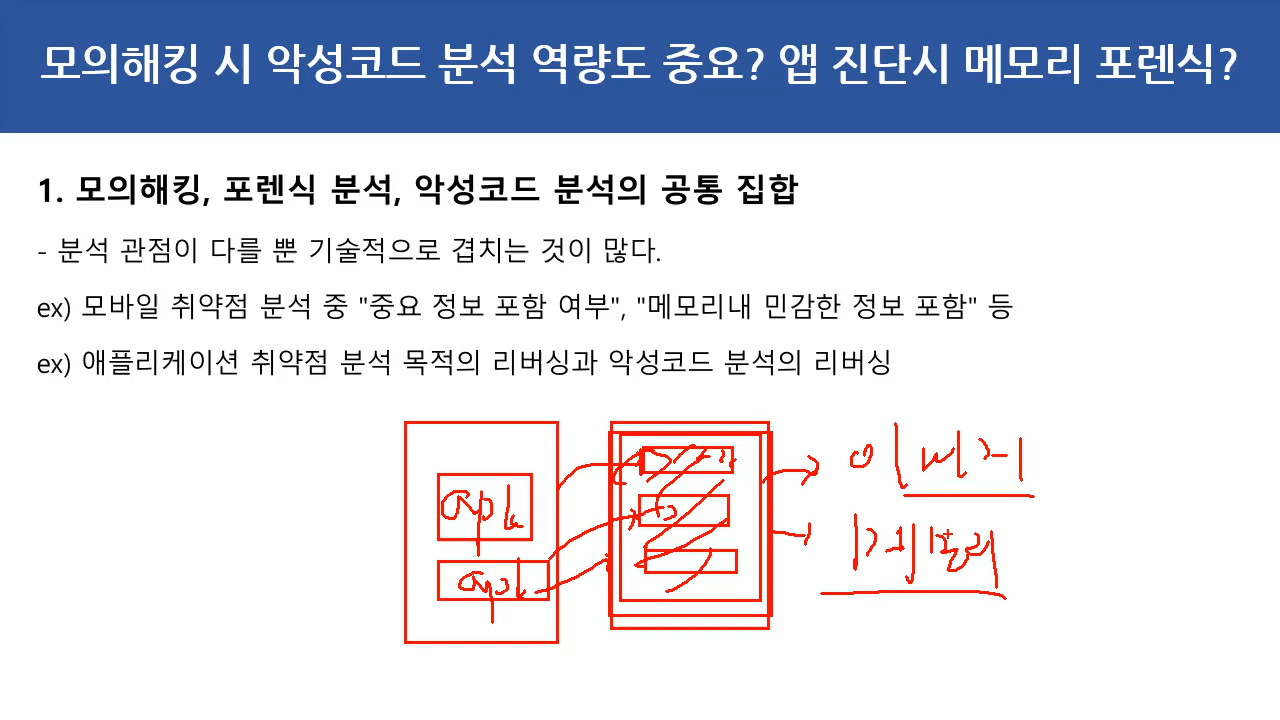 모의해킹 시 악성코드 분석 역량도 중요? 앱 진단시 메모리 포렌식?
1. 모의해킹, 포렌식 분석, 악성코드 분석의 공통 집합
- 분석 관점이 다를 뿐 기술적으로 겹치는 것이 많다.
ex) 모바일 취약점 분석 중 "중요 정보 포함 여부", "메모리내 민감한 정보 포함" 등
ex) 애플리케이션 취약점 분석 목적의 리버싱과 악성코드 분석의 리버싱
apk
apk